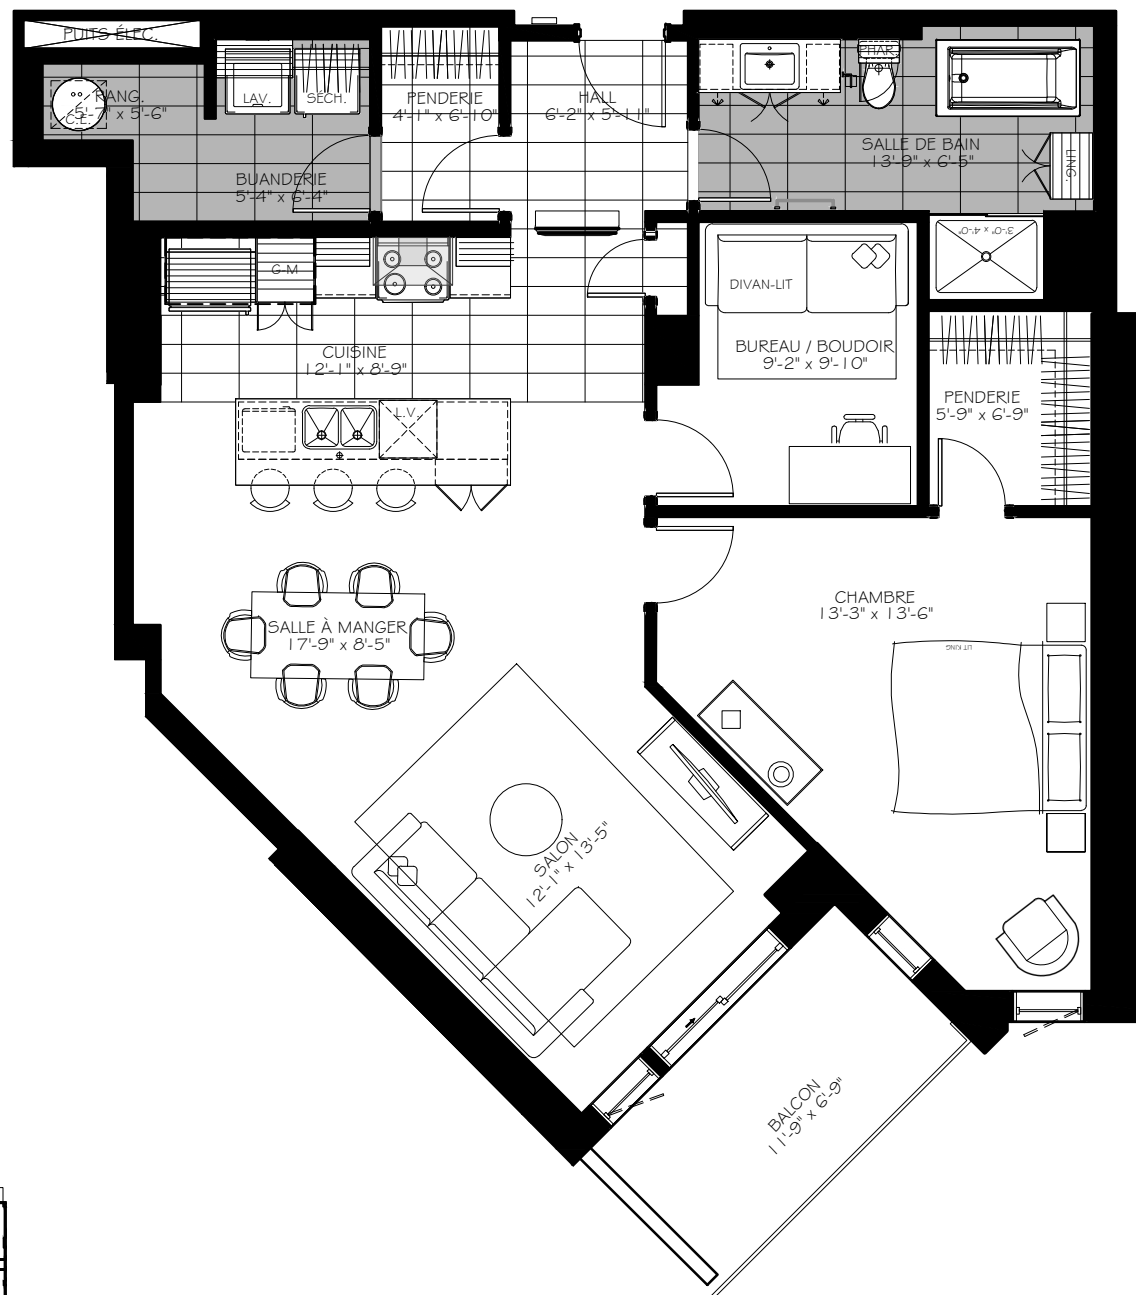 PUITS ÉLEC.
RANG.
5'-7" x 5'-6"
C.E.
LAV.
SÉCH.
PENDERIE
4'-1" x 6'-10"
HALL
6'-2" x 5'-11"
PHAR.
SALLE DE BAIN
13'-9" x 6'-5"
LING.
BUANDERIE
5'-4" x 6'-4"
3'-0" x 4'-0"
G-M
DIVAN-LIT
CUISINE
12'-1" x 8'-9"
BUREAU / BOUDOIR
9'-2" x 9'-10"
PENDERIE
5'-9" x 6'-9"
L.V.
CHAMBRE
13'-3" x 13'-6"
SALLE À MANGER
17'-9" x 8'-5"
LIT KING
SALON
12'-1" x 13'-5"
BALCON
11'-9" x 6'-9"